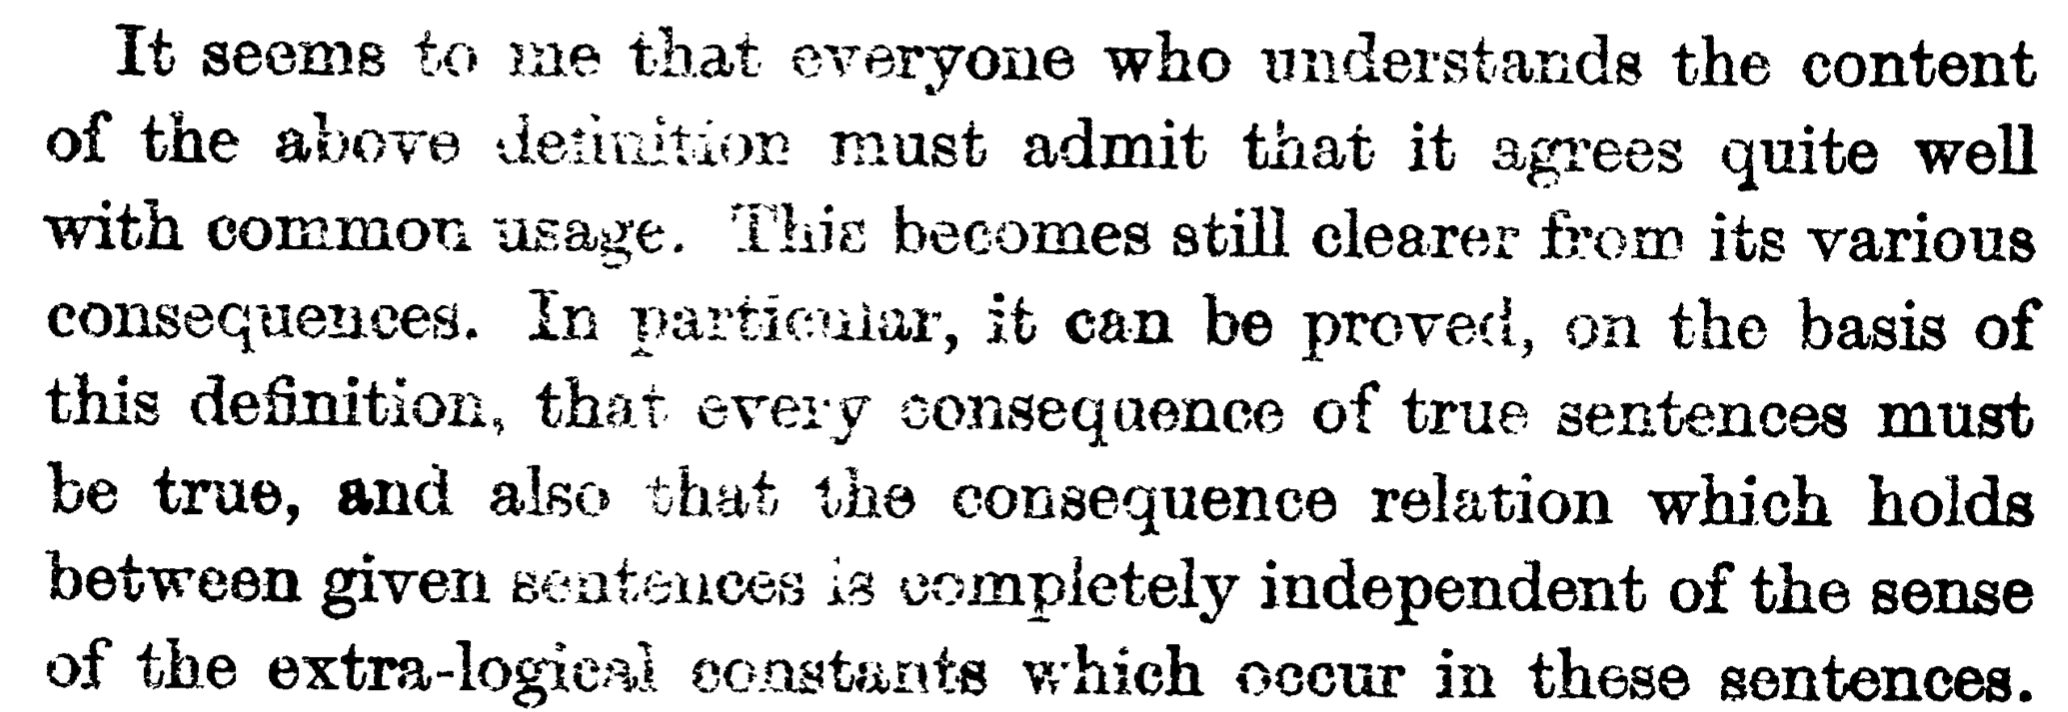 It seems to me that everyone who understands the content
of the above definition must admit that it agrees quite well
with common usage. This becomes still clearer from its various
consequences. In particular, it can be proved, on the basis of
this definition, that every consequence of true sentences must
be true, and also that the consequence relation which holds
between given sentences is completely independent of the sense
of the extra-logical constants which occur in these sentences.